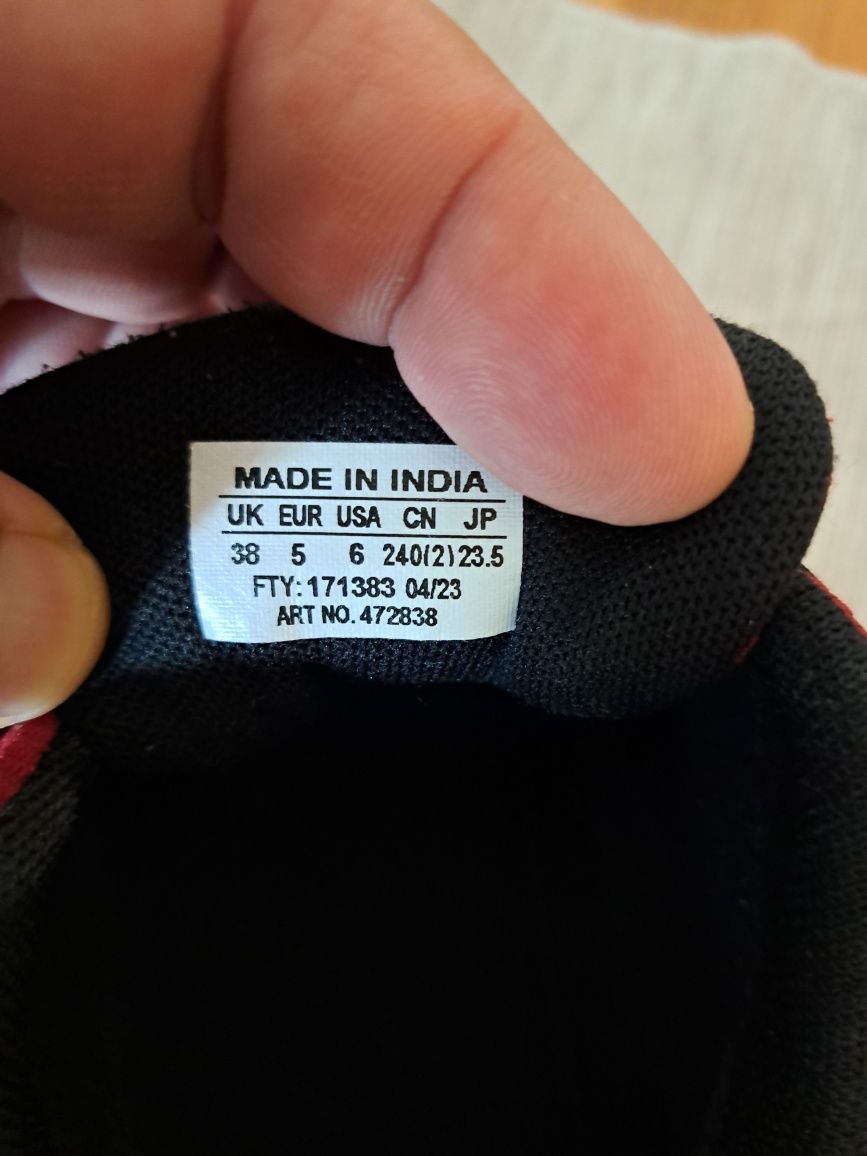 MADE IN INDIA
UK EUR USA CN JP
38 5 6 240(2) 23.5
FTY: 171383 04/23
ART NO. 472838